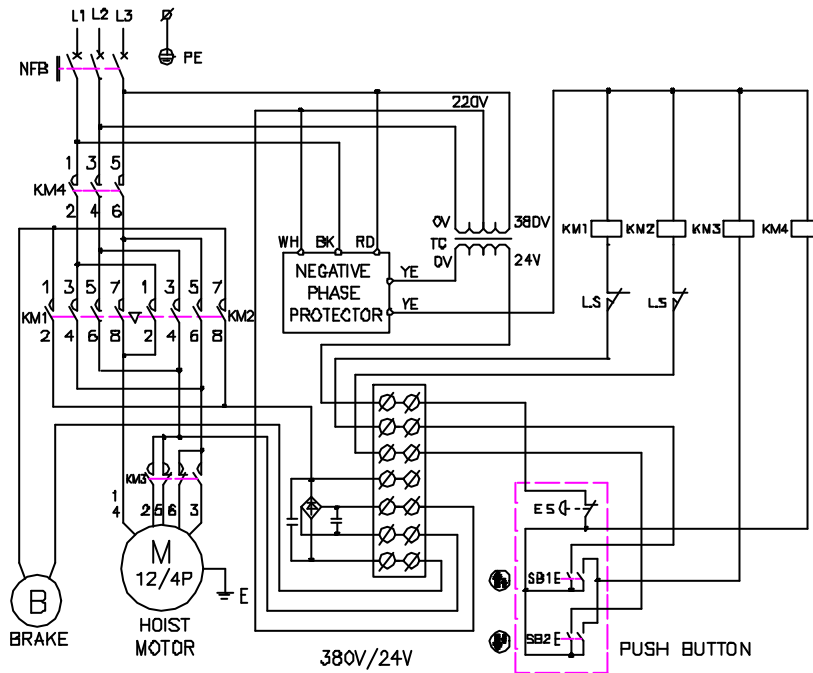 L1 L2 L3
NFB
PE
220V
1 3 5
KM4
2 4 6
0V 380V
TC
0V 24V
WH BK RD
NEGATIVE
PHASE
PROTECTOR
YE
YE
KM1 KM2 KM3 KM4
LS LS
1 3 5 7 1 3 5 7
KM1 KM2
2 4 6 8 2 4 6 8
KM3
1
4 2 5 6 3
M
12/4P
E
B
BRAKE
HOIST
MOTOR
380V/24V
ES
SB1E
SB2E
PUSH BUTTON